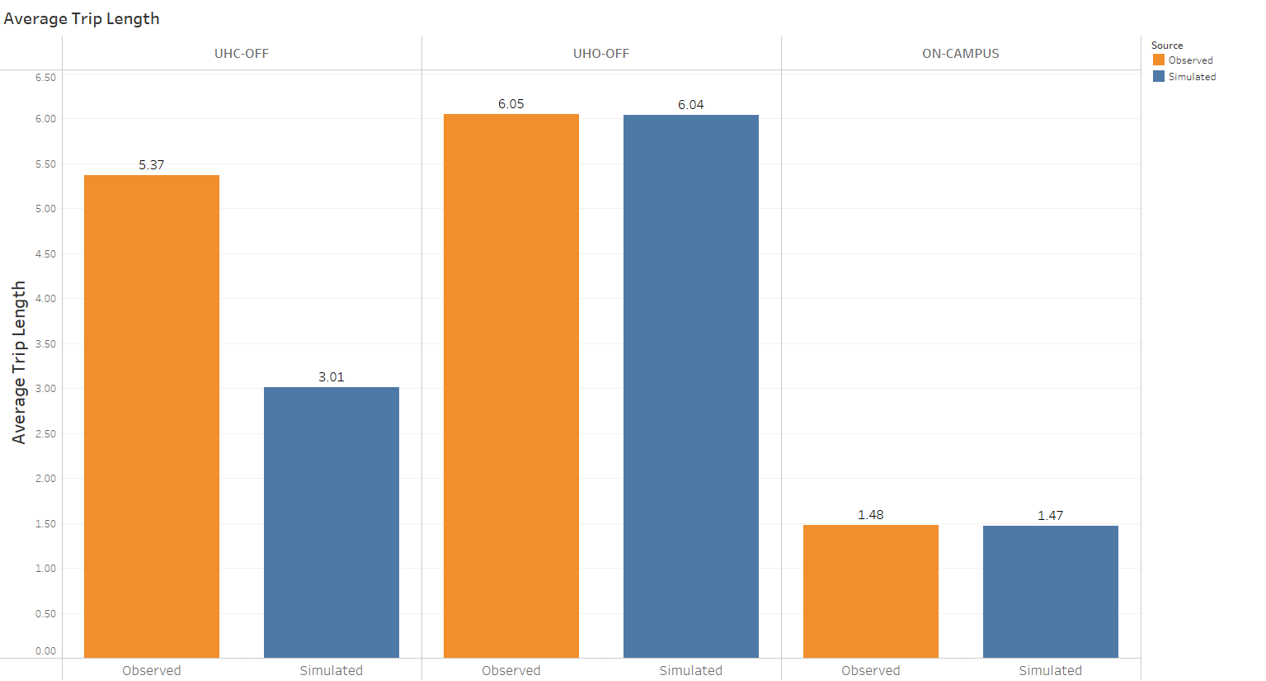 Average Trip Length
UHC-OFF
UHO-OFF
ON-CAMPUS
Source
Observed
Simulated
Average Trip Length
6.50
6.00
5.50
5.00
4.50
4.00
3.50
3.00
2.50
2.00
1.50
1.00
0.50
0.00
5.37
3.01
6.05
6.04
1.48
1.47
Observed
Simulated
Observed
Simulated
Observed
Simulated